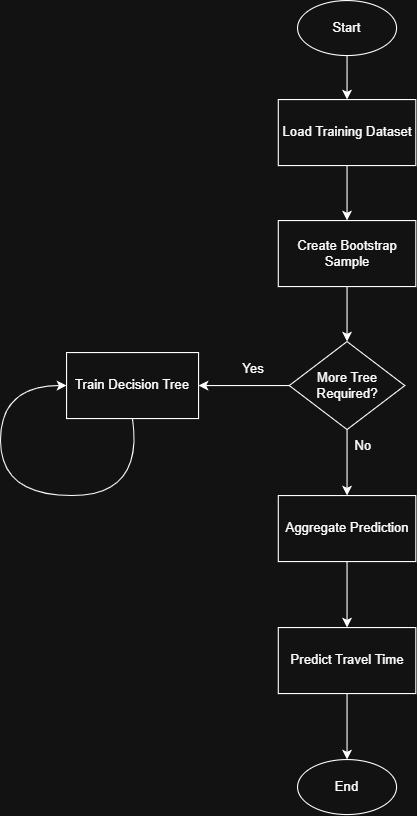 Start
Load Training Dataset
Create Bootstrap
Sample
More Tree
Required?
Yes
Train Decision Tree
No
Aggregate Prediction
Predict Travel Time
End